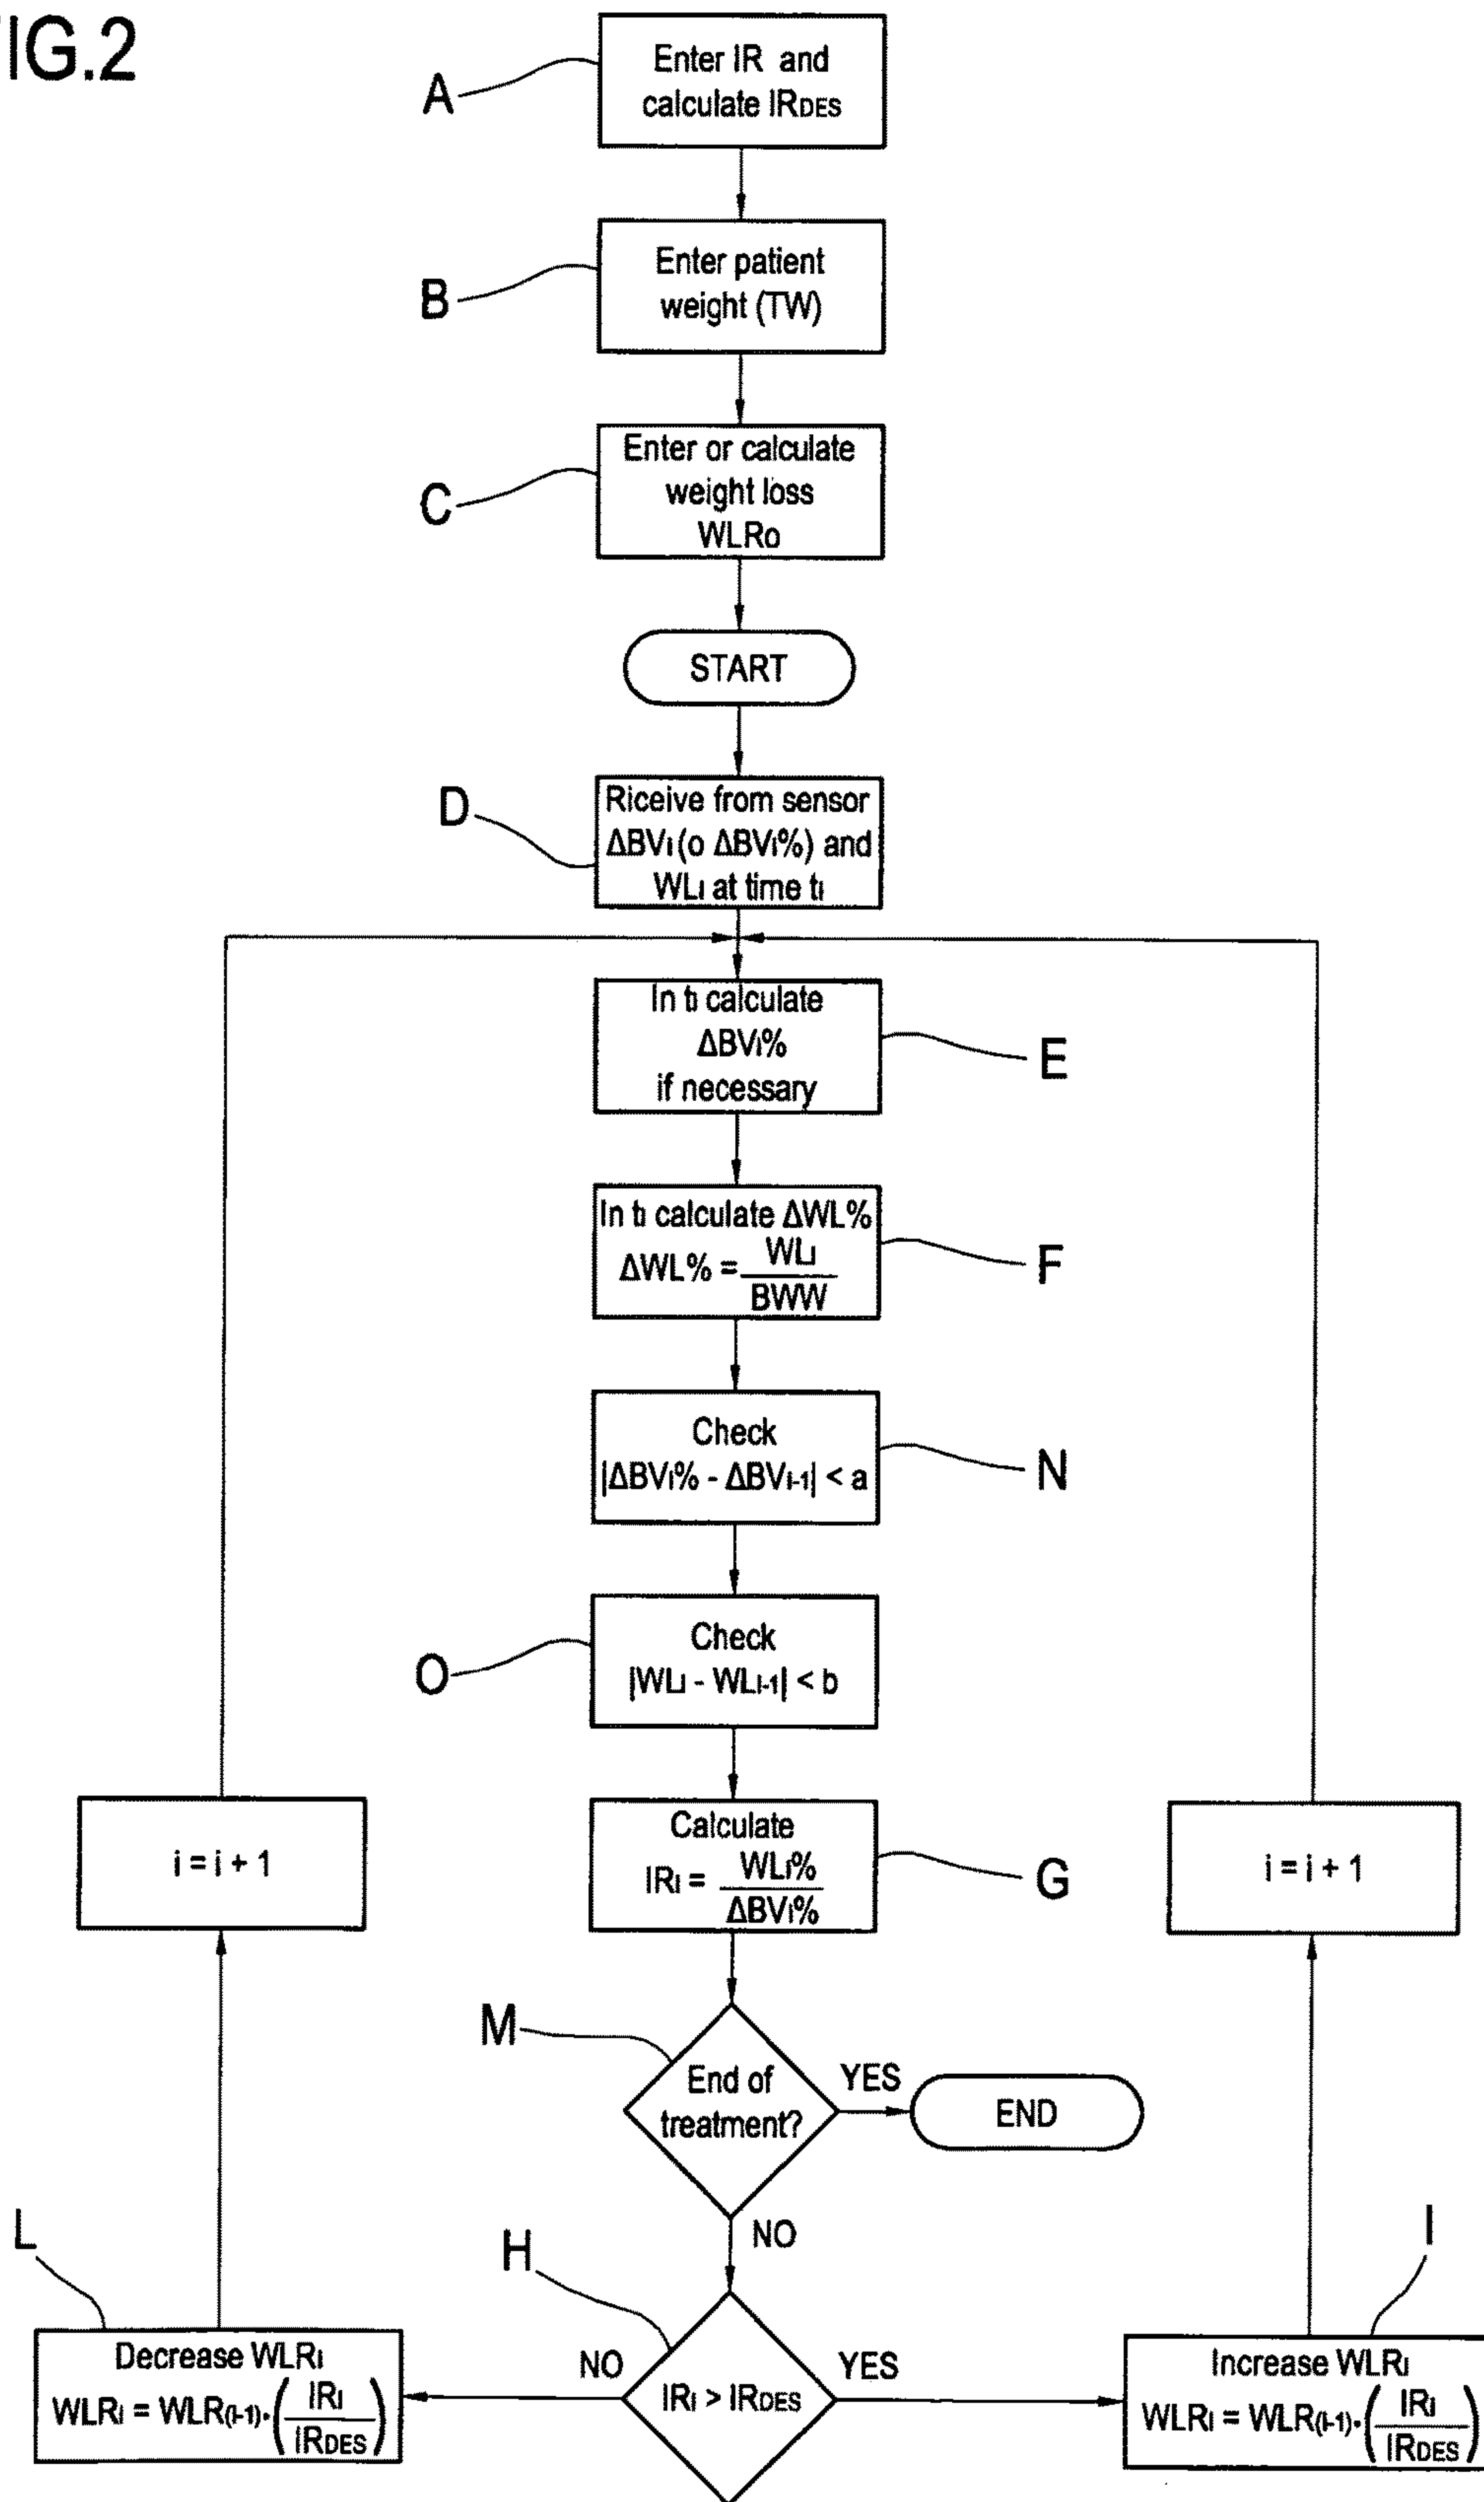 FIG.2
A
Enter IR and
calculate IRDES
B
Enter patient
weight (TW)
C
Enter or calculate
weight loss
WLRo
START
D
Riceive from sensor
ΔBVi (o ΔBVi%) and
WLi at time ti
In ti calculate
ΔBVi%
if necessary
E
In ti calculate ΔWL%
ΔWL% = WLi / BWW
F
Check
|ΔBVi% - ΔBVi-1| < a
N
Check
|WLi - WLi-1| < b
O
Calculate
IRi = WLi% / ΔBVi%
G
i = i + 1
i = i + 1
M
End of
treatment?
YES
END
NO
H
IRi > IRDES
NO
YES
L
Decrease WLRi
WLRi = WLR(i-1)·(IRi / IRDES)
I
Increase WLRi
WLRi = WLR(i-1)·(IRi / IRDES)